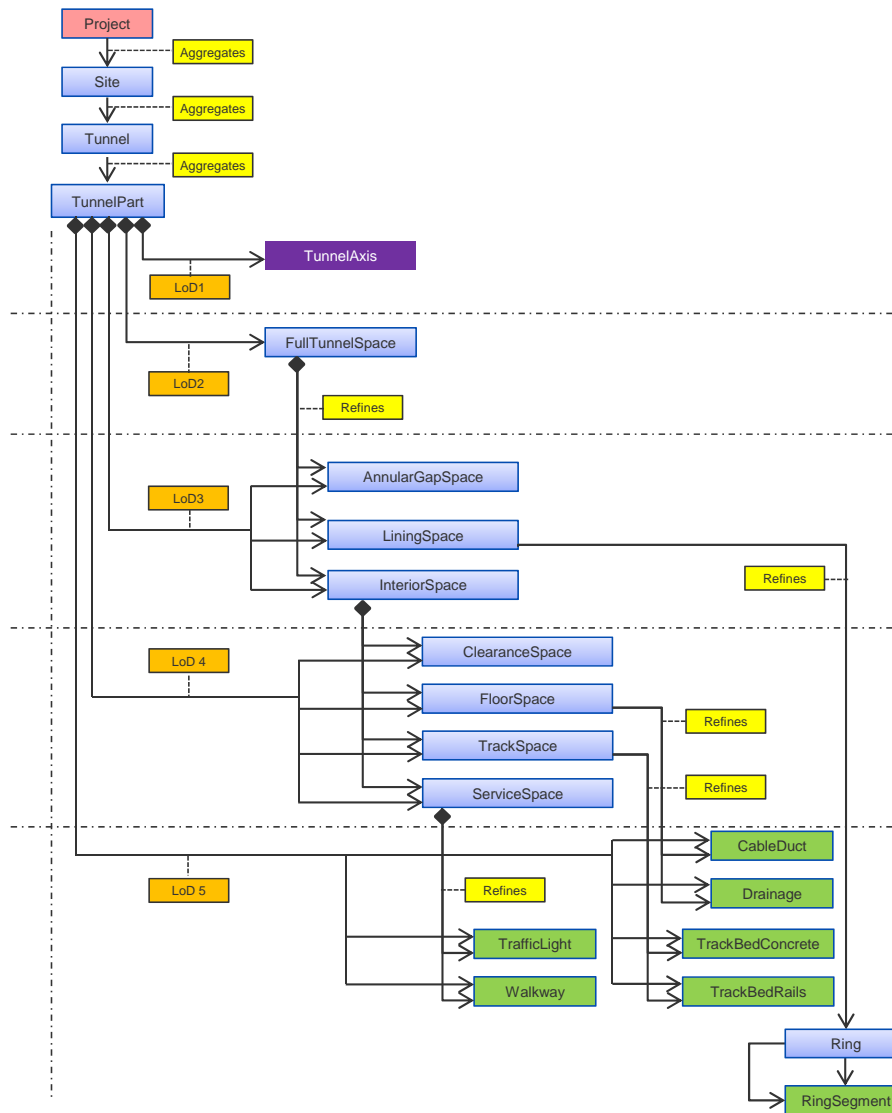 Project
Aggregates
Site
Aggregates
Tunnel
Aggregates
TunnelPart
TunnelAxis
LoD1
FullTunnelSpace
LoD2
Refines
AnnularGapSpace
LoD3
LiningSpace
Refines
InteriorSpace
ClearanceSpace
LoD 4
FloorSpace
Refines
TrackSpace
Refines
ServiceSpace
CableDuct
LoD 5
Refines
Drainage
TrafficLight
TrackBedConcrete
Walkway
TrackBedRails
Ring
RingSegment